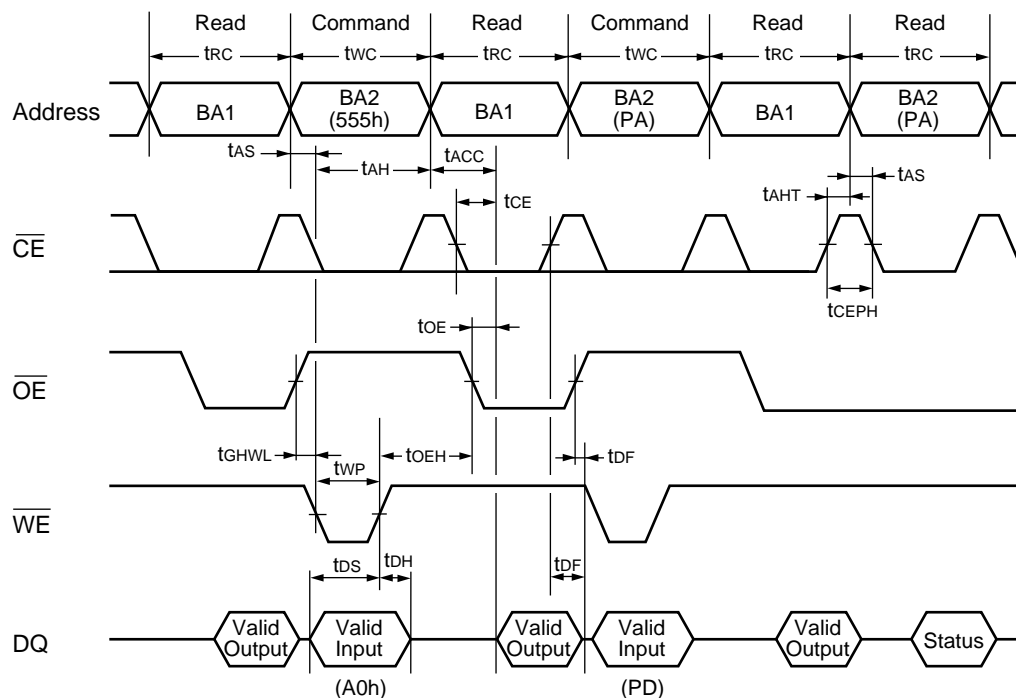 Read Command Read Command Read Read
tRC tWC tRC tWC tRC tRC
Address BA1 BA2 (555h) BA1 BA2 (PA) BA1 BA2 (PA)
tAS tAH tACC tAHT tAS
tCE
CE
tCEPH
tOE
OE
tGHWL tWP tOEH tDF
WE
tDS tDH tDF
DQ Valid Output Valid Input Valid Output Valid Input Valid Output Status
(A0h) (PD)